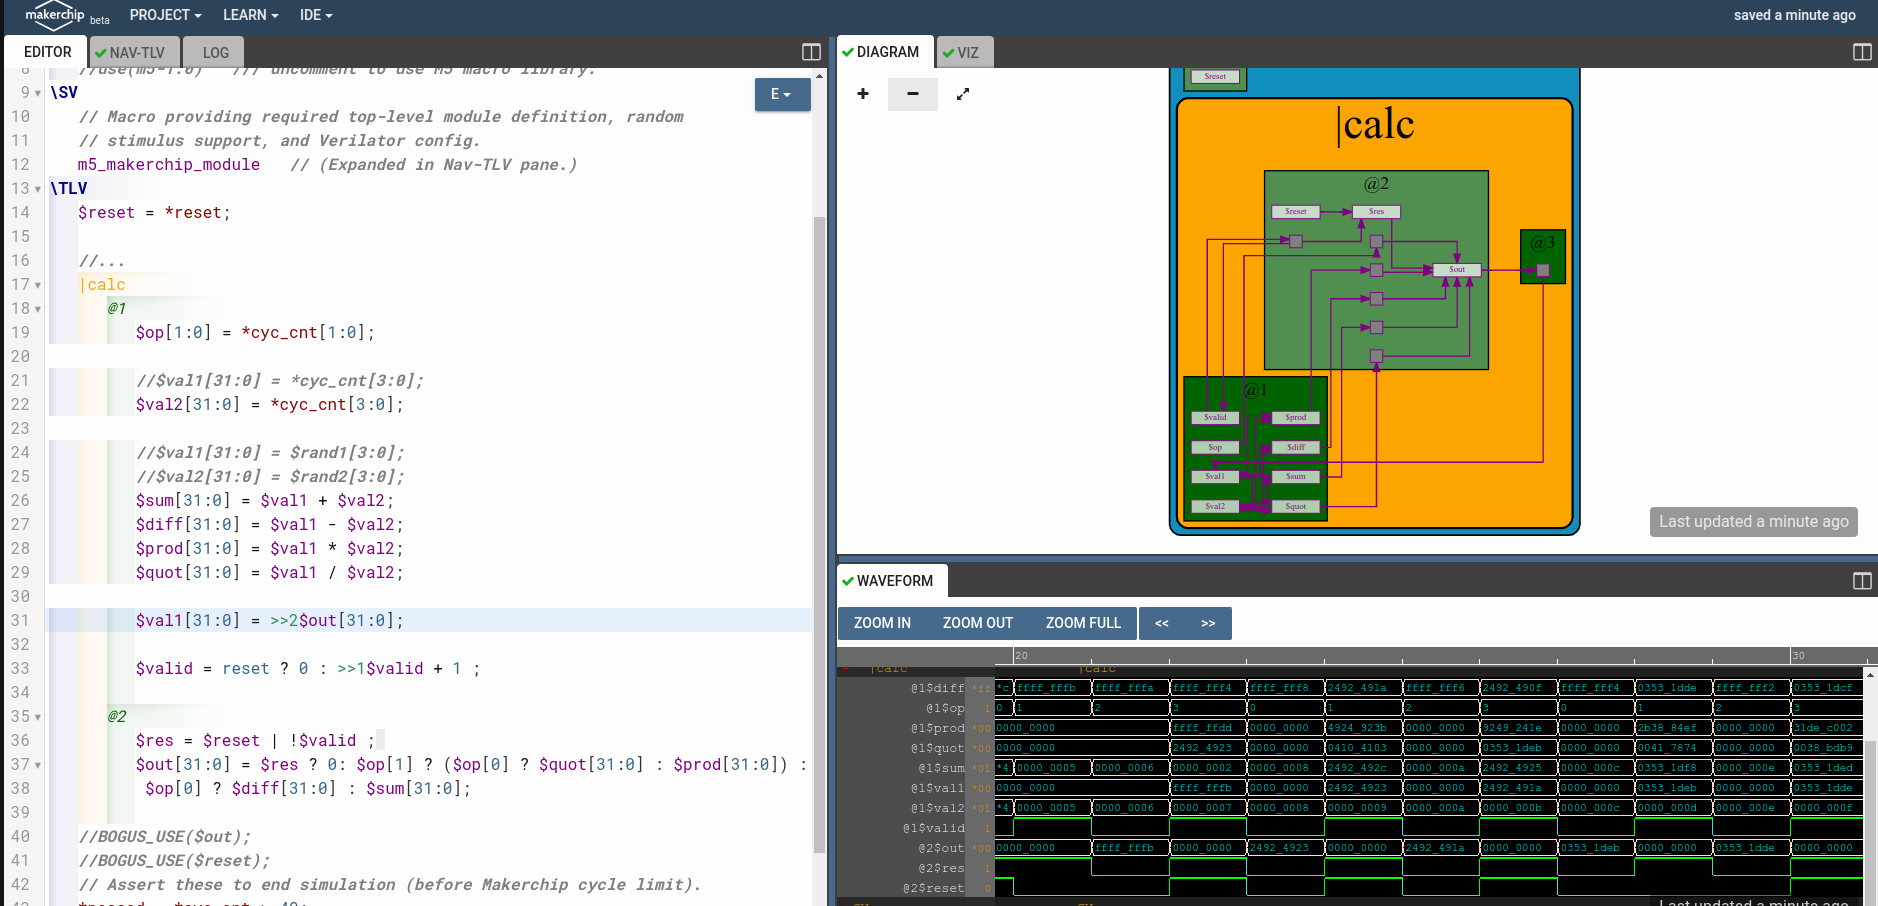 makerchip beta PROJECT LEARN IDE saved a minute ago
EDITOR NAV-TLV LOG
8 //use(m5-1.0) /// uncomment to use M5 macro library.
9 \SV
E
10 // Macro providing required top-level module definition, random
11 // stimulus support, and Verilator config.
12 m5_makerchip_module // (Expanded in Nav-TLV pane.)
13 \TLV
14 $reset = *reset;
15
16 //...
17 |calc
18 @1
19 $op[1:0] = *cyc_cnt[1:0];
20
21 //$val1[31:0] = *cyc_cnt[3:0];
22 $val2[31:0] = *cyc_cnt[3:0];
23
24 //$val1[31:0] = $rand1[3:0];
25 //$val2[31:0] = $rand2[3:0];
26 $sum[31:0] = $val1 + $val2;
27 $diff[31:0] = $val1 - $val2;
28 $prod[31:0] = $val1 * $val2;
29 $quot[31:0] = $val1 / $val2;
30
31 $val1[31:0] = >>2$out[31:0];
32
33 $valid = reset ? 0 : >>1$valid + 1 ;
34
35 @2
36 $res = $reset | !$valid ;
37 $out[31:0] = $res ? 0: $op[1] ? ($op[0] ? $quot[31:0] : $prod[31:0]) :
38 $op[0] ? $diff[31:0] : $sum[31:0];
39
40 //BOGUS_USE($out);
41 //BOGUS_USE($reset);
42 // Assert these to end simulation (before Makerchip cycle limit).
DIAGRAM VIZ
+ −
$reset
|calc
@2
$reset $res
@3
$out
@1
$valid $prod
$op $diff
$val1 $sum
$val2 $quot
Last updated a minute ago
WAVEFORM
ZOOM IN ZOOM OUT ZOOM FULL << >>
20 30
|calc |calc
@1$diff *ff *c ffff_fffb ffff_fffa ffff_fff4 ffff_fff8 2492_491a ffff_fff6 2492_490f ffff_fff4 0353_1dde ffff_fff2 0353_1dcf
@1$op 1 0 1 2 3 0 1 2 3 0 1 2 3
@1$prod *00 0000_0000 ffff_ffdd 0000_0000 4924_923b 0000_0000 9249_241e 0000_0000 2b38_84ef 0000_0000 31de_c002
@1$quot *00 0000_0000 2492_4923 0000_0000 0410_4103 0000_0000 0353_1deb 0000_0000 0041_7874 0000_0000 0038_bdb9
@1$sum *01 *4 0000_0005 0000_0006 0000_0002 0000_0008 2492_492c 0000_000a 2492_4925 0000_000c 0353_1df8 0000_000e 0353_1ded
@1$val1 *00 0000_0000 ffff_fffb 0000_0000 2492_4923 0000_0000 2492_491a 0000_0000 0353_1deb 0000_0000 0353_1dde
@1$val2 *01 *4 0000_0005 0000_0006 0000_0007 0000_0008 0000_0009 0000_000a 0000_000b 0000_000c 0000_000d 0000_000e 0000_000f
@1$valid 1
@2$out *00 0000_0000 ffff_fffb 0000_0000 2492_4923 0000_0000 2492_491a 0000_0000 0353_1deb 0000_0000 0353_1dde 0000_0000
@2$res 1
@2$reset 0
Last updated a minute ago